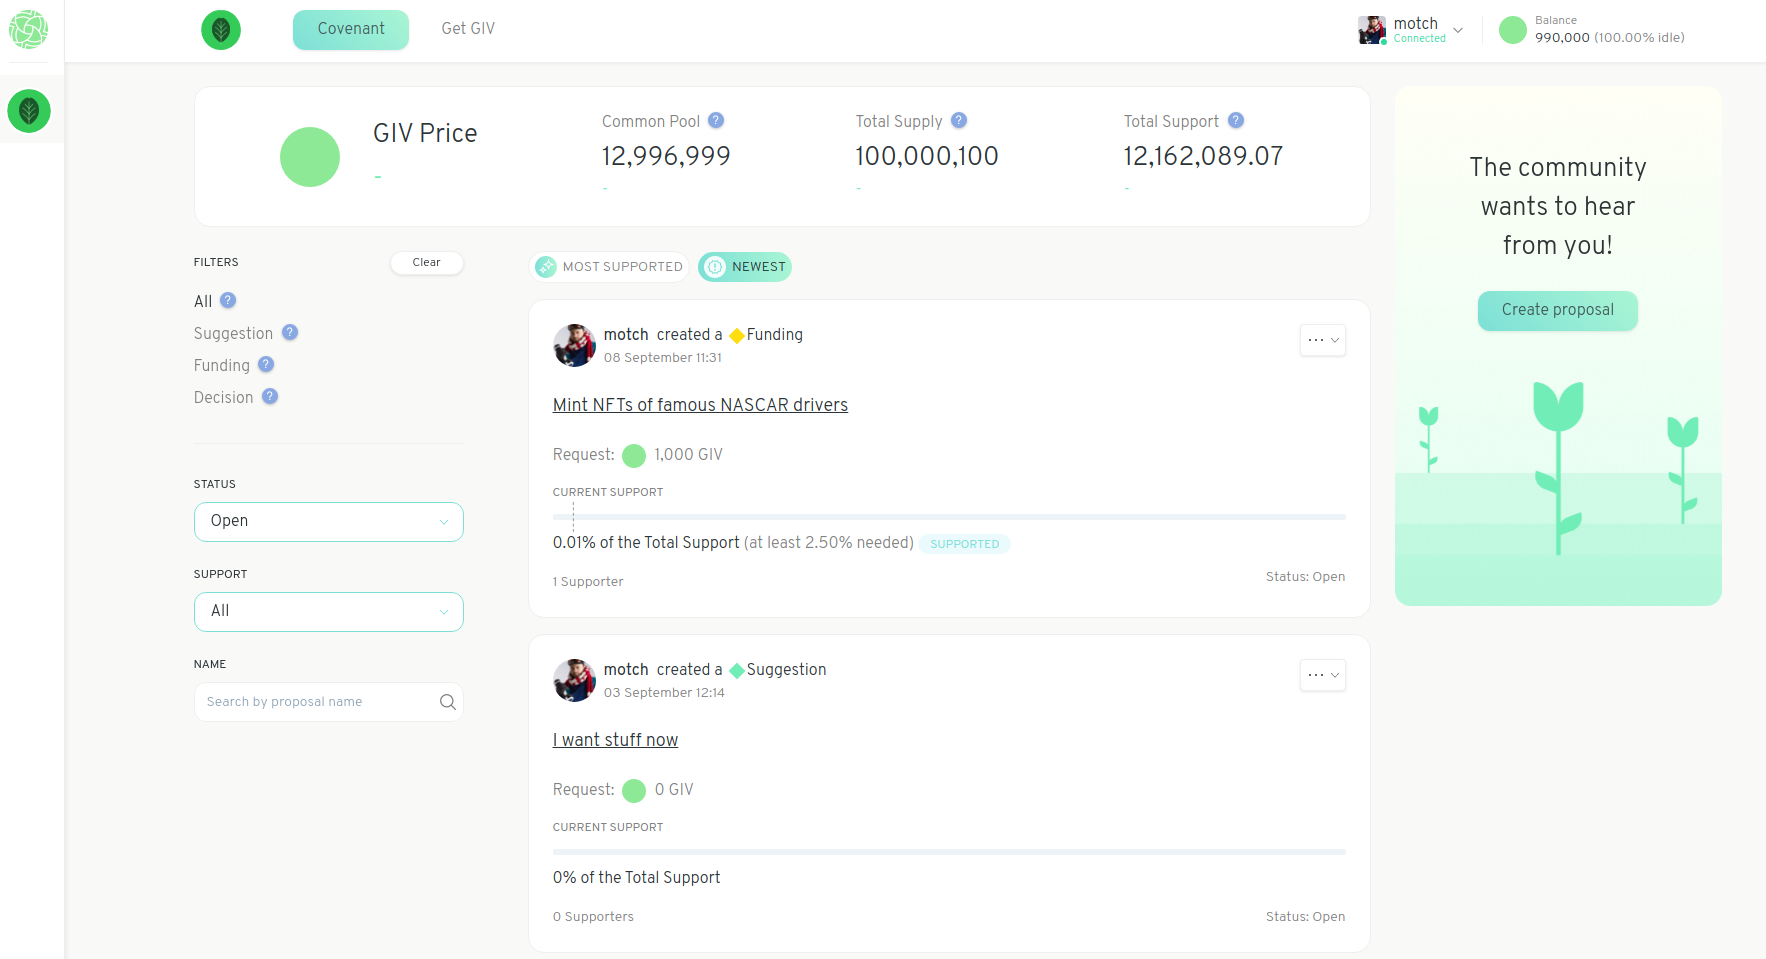 Covenant
Get GIV
motch
Connected
Balance
990,000 (100.00% idle)
GIV Price
-
Common Pool ?
12,996,999
-
Total Supply ?
100,000,100
-
Total Support ?
12,162,089.07
-
The community
wants to hear
from you!
Create proposal
FILTERS
Clear
All ?
Suggestion ?
Funding ?
Decision ?
STATUS
Open
SUPPORT
All
NAME
Search by proposal name
MOST SUPPORTED
NEWEST
motch created a Funding
08 September 11:31
Mint NFTs of famous NASCAR drivers
Request: 1,000 GIV
CURRENT SUPPORT
0.01% of the Total Support (at least 2.50% needed) SUPPORTED
1 Supporter
Status: Open
motch created a Suggestion
03 September 12:14
I want stuff now
Request: 0 GIV
CURRENT SUPPORT
0% of the Total Support
0 Supporters
Status: Open